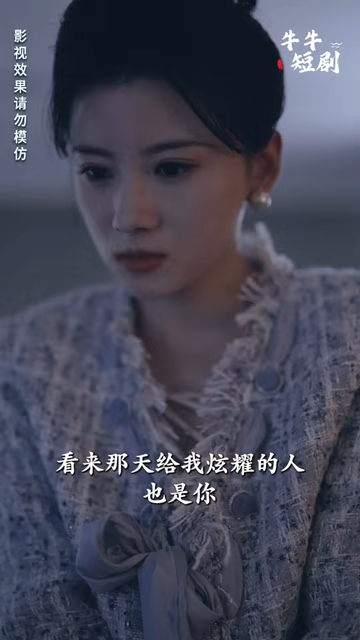 影视效果请勿模仿
牛牛
短剧
看来那天给我炫耀的人
也是你